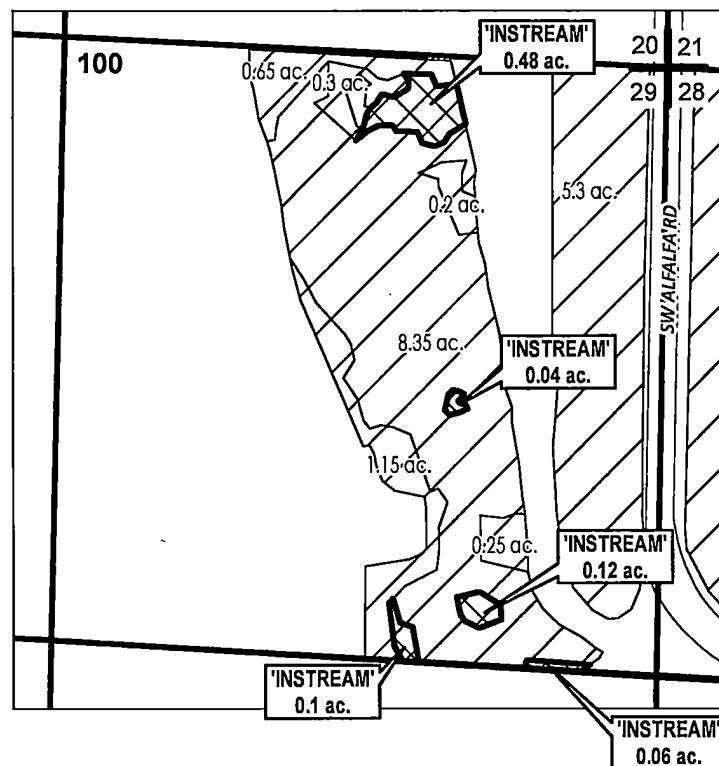 'INSTREAM'
0.48 ac.
20 21
29 28
100
0.65 ac.
0.3 ac.
0.2 ac.
5.3 ac.
SW ALFALFA RD
8.35 ac.
'INSTREAM'
0.04 ac.
1.15 ac.
0.25 ac.
'INSTREAM'
0.12 ac.
'INSTREAM'
0.1 ac.
'INSTREAM'
0.06 ac.